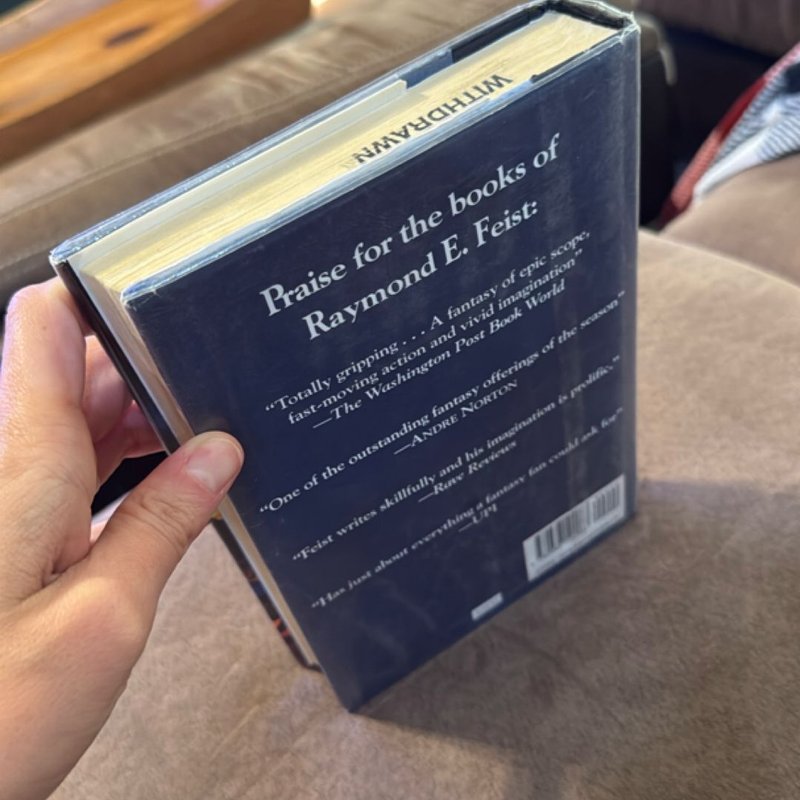 WITHDRAWN
Praise for the books of
Raymond E. Feist:
“Totally gripping . . . A fantasy of epic scope,
fast-moving action and vivid imagination”
—The Washington Post Book World
“One of the outstanding fantasy offerings of the season”
—ANDRE NORTON
“Feist writes skillfully and his imagination is prolific.”
—Rave Reviews
“Has just about everything a fantasy fan could ask for”
—UPI